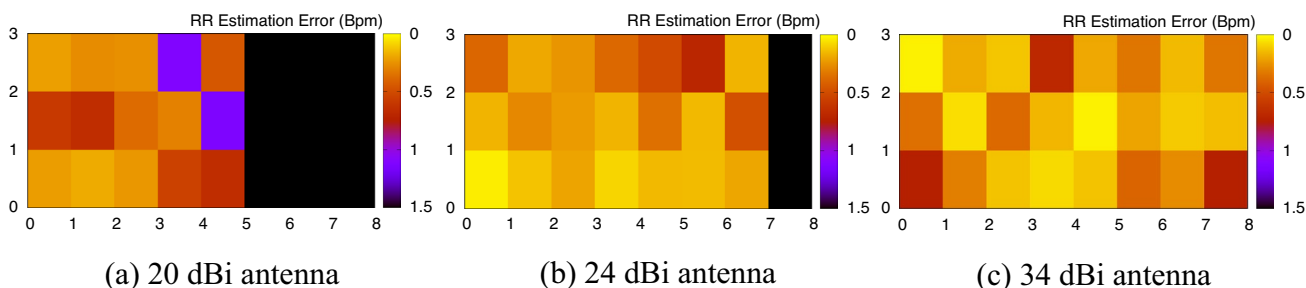 RR Estimation Error (Bpm) RR Estimation Error (Bpm) RR Estimation Error (Bpm)
3 0 3 0 3 0
2 0.5 2 0.5 2 0.5
1 1 1 1 1 1
0 1.5 0 1.5 0 1.5
0 1 2 3 4 5 6 7 8 0 1 2 3 4 5 6 7 8 0 1 2 3 4 5 6 7 8
(a) 20 dBi antenna (b) 24 dBi antenna (c) 34 dBi antenna